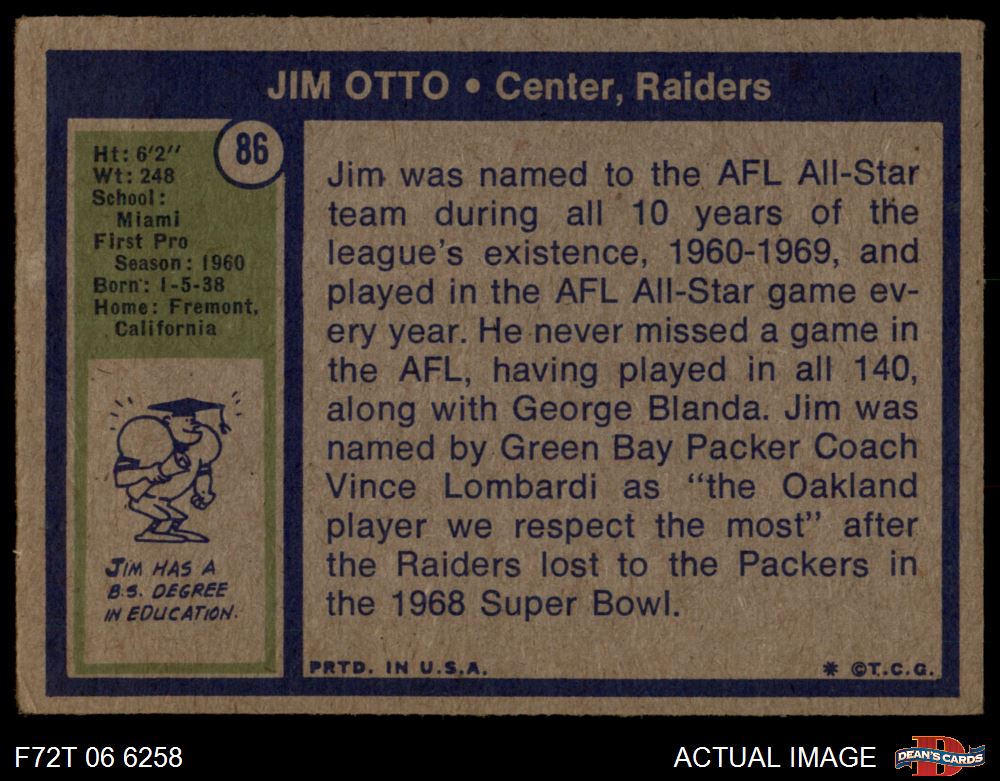 JIM OTTO • Center, Raiders
86
Ht: 6'2"
Wt: 248
School:
Miami
First Pro
Season: 1960
Born: 1-5-38
Home: Fremont,
California
JIM HAS A
B.S. DEGREE
IN EDUCATION.
Jim was named to the AFL All-Star
team during all 10 years of the
league's existence, 1960-1969, and
played in the AFL All-Star game ev-
ery year. He never missed a game in
the AFL, having played in all 140,
along with George Blanda. Jim was
named by Green Bay Packer Coach
Vince Lombardi as "the Oakland
player we respect the most" after
the Raiders lost to the Packers in
the 1968 Super Bowl.
PRTD. IN U.S.A.
* ©T.C.G.
F72T 06 6258
ACTUAL IMAGE
D
DEAN'S CARDS